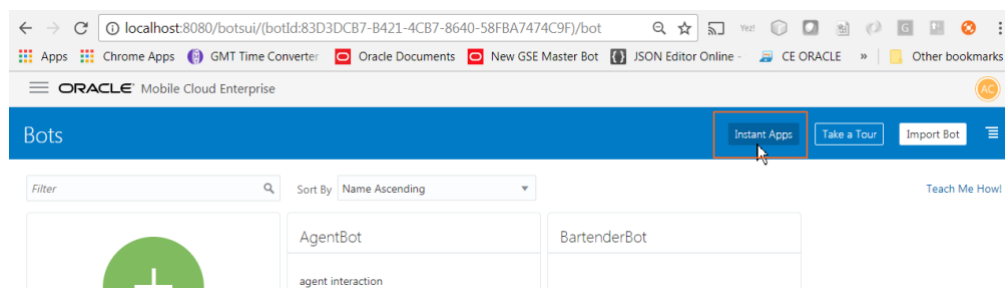 localhost:8080/botsui/(botId:83D3DCB7-B421-4CB7-8640-58FBA7474C9F)/bot Yez!
Apps Chrome Apps GMT Time Converter Oracle Documents New GSE Master Bot JSON Editor Online - CE ORACLE » Other bookmarks
ORACLE Mobile Cloud Enterprise AC
Bots Instant Apps Take a Tour Import Bot
Filter Sort By Name Ascending Teach Me How!
AgentBot BartenderBot
agent interaction